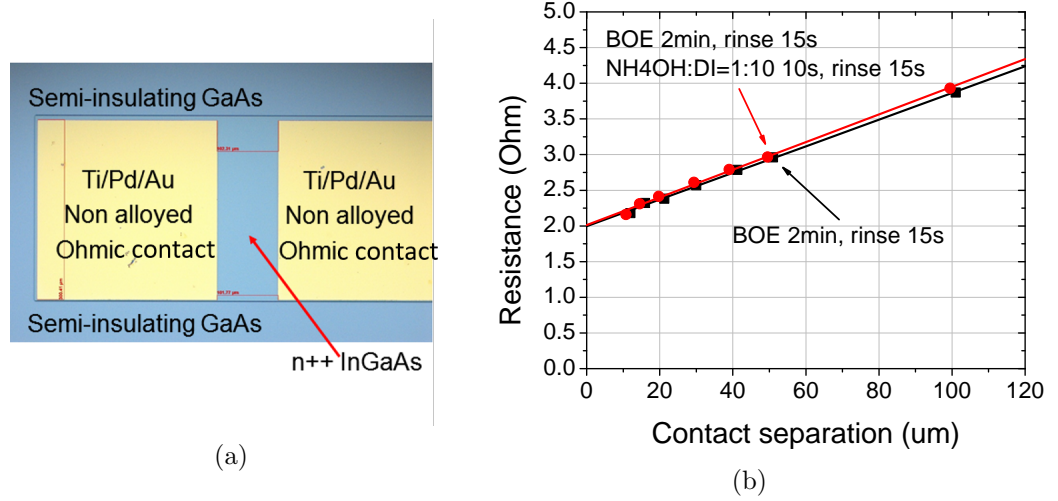 Semi-insulating GaAs
Ti/Pd/Au
Non alloyed
Ohmic contact
Ti/Pd/Au
Non alloyed
Ohmic contact
Semi-insulating GaAs
n++ InGaAs
(a)
BOE 2min, rinse 15s
NH4OH:DI=1:10 10s, rinse 15s
BOE 2min, rinse 15s
Resistance (Ohm)
5.0
4.5
4.0
3.5
3.0
2.5
2.0
1.5
1.0
0.5
0.0
0 20 40 60 80 100 120
Contact separation (um)
(b)